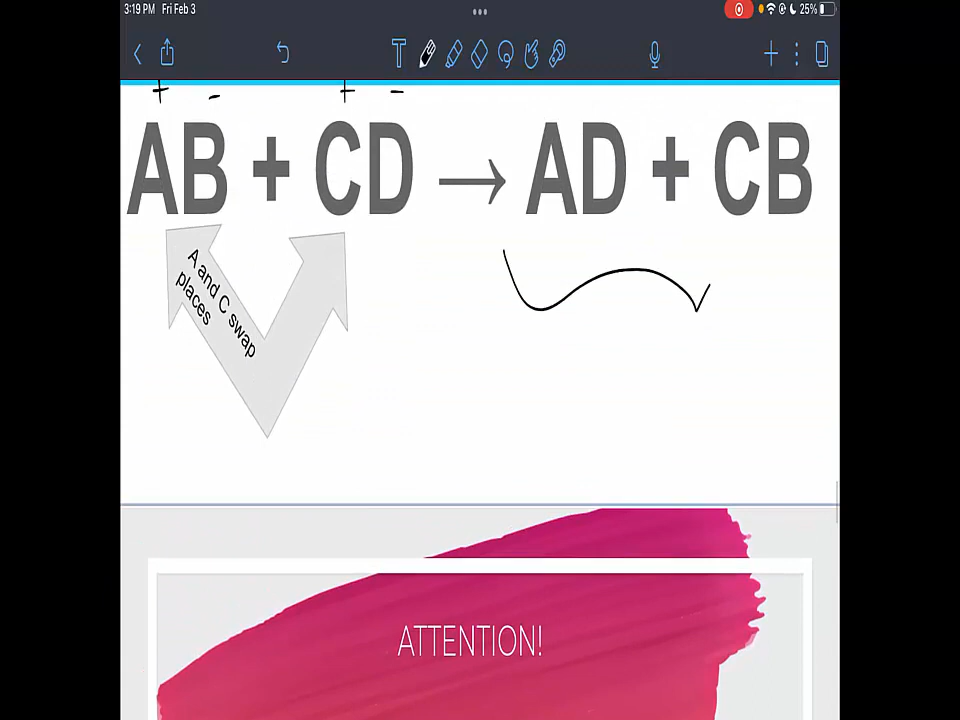 3:19 PM Fri Feb 3
25%
+ - + -
AB + CD → AD + CB
A and C swap
places
ATTENTION!